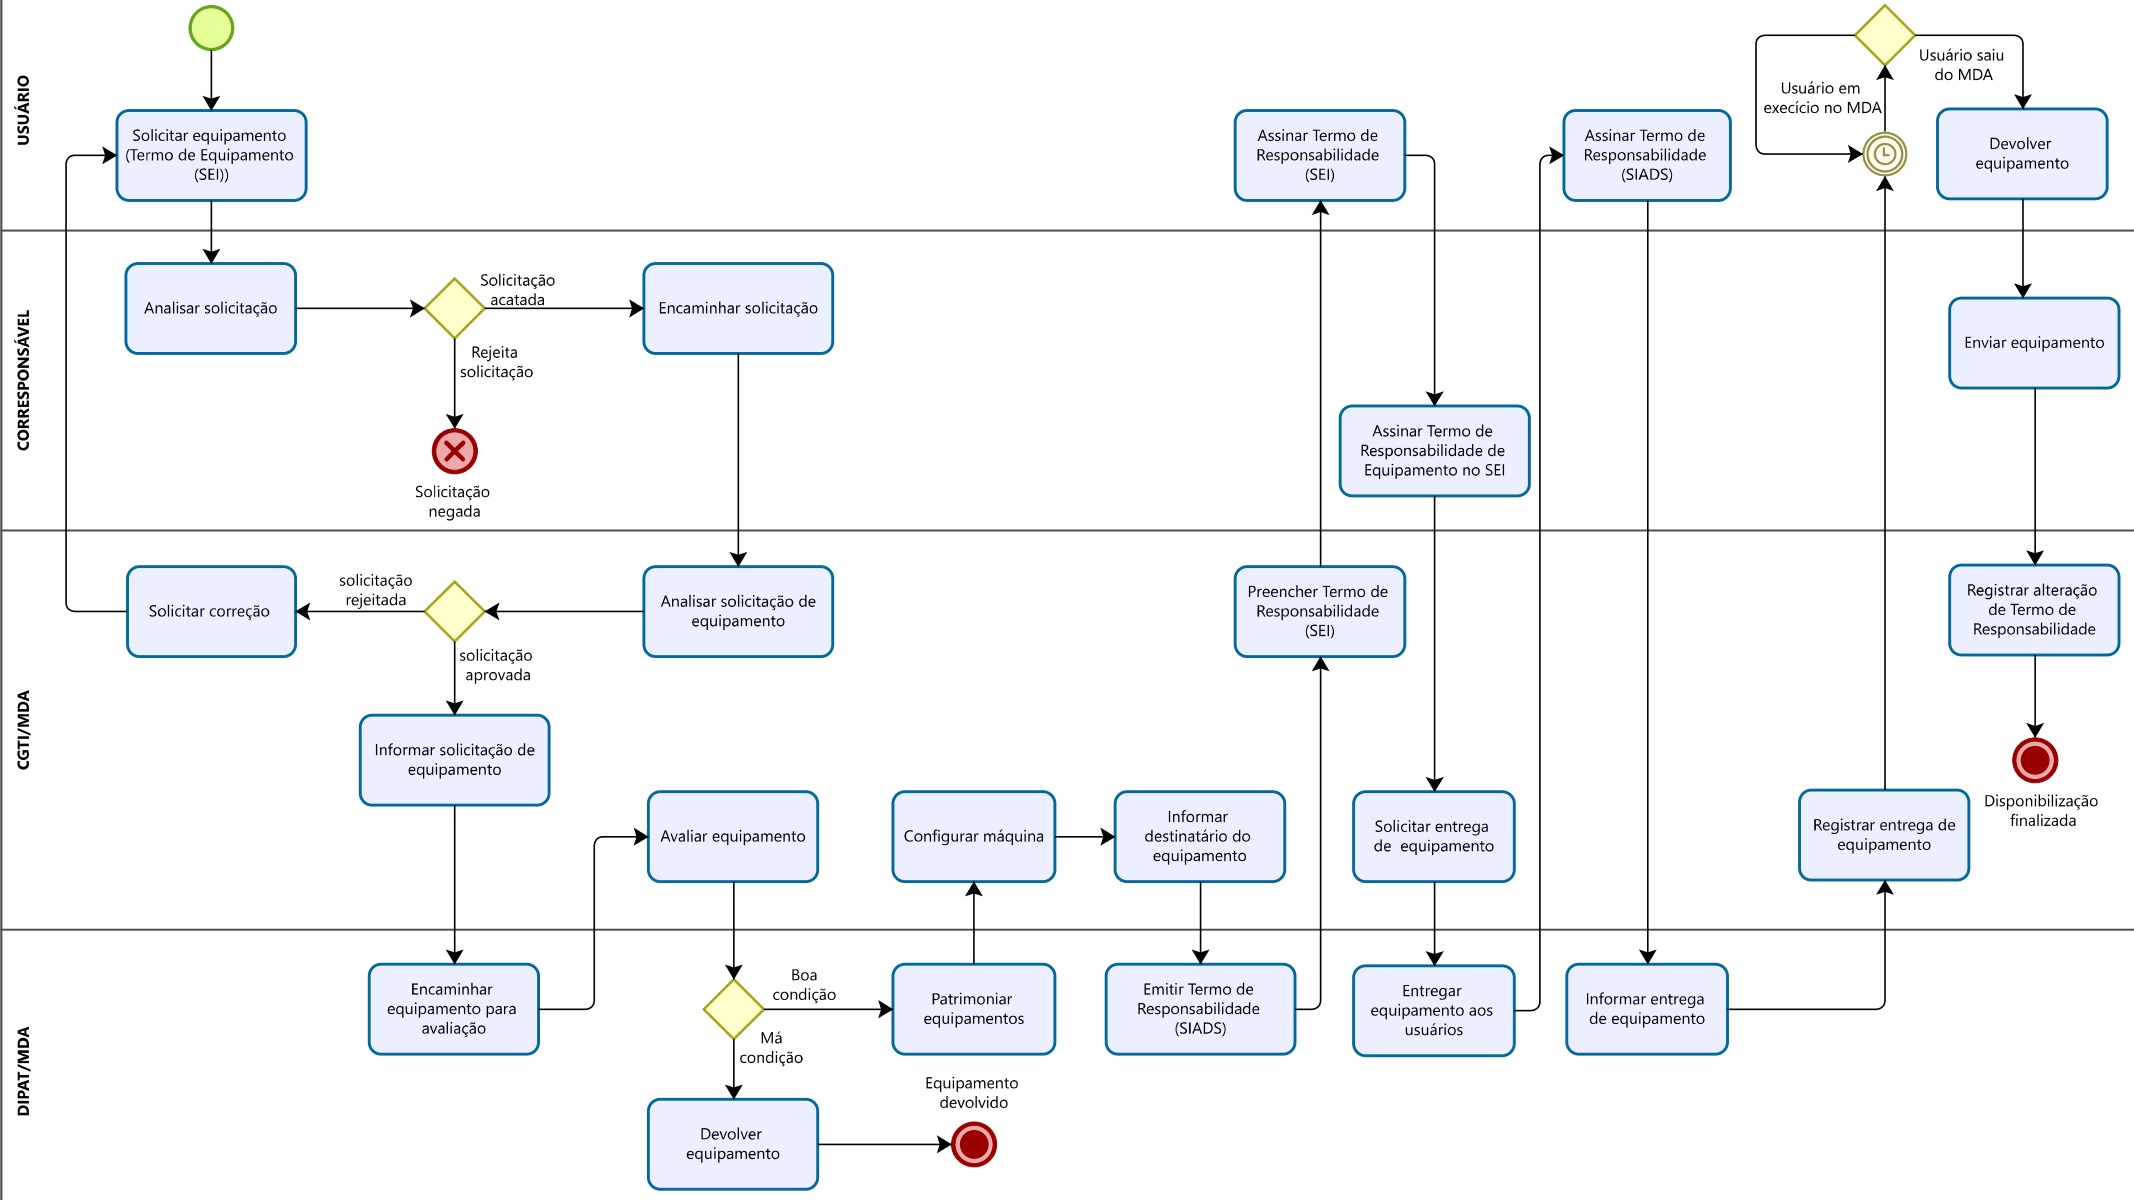 USUÁRIO
Solicitar equipamento
(Termo de Equipamento
(SEI))
Assinar Termo de
Responsabilidade
(SEI)
Assinar Termo de
Responsabilidade
(SIADS)
Usuário em
execício no MDA
Usuário saiu
do MDA
Devolver
equipamento
CORRESPONSÁVEL
Analisar solicitação
Solicitação
acatada
Rejeita
solicitação
Solicitação
negada
Encaminhar solicitação
Assinar Termo de
Responsabilidade de
Equipamento no SEI
Enviar equipamento
CGTI/MDA
Solicitar correção
solicitação
rejeitada
solicitação
aprovada
Analisar solicitação de
equipamento
Informar solicitação de
equipamento
Avaliar equipamento
Configurar máquina
Informar
destinatário do
equipamento
Preencher Termo de
Responsabilidade
(SEI)
Solicitar entrega
de equipamento
Registrar entrega de
equipamento
Registrar alteração
de Termo de
Responsabilidade
Disponibilização
finalizada
DIPAT/MDA
Encaminhar
equipamento para
avaliação
Boa
condição
Má
condição
Patrimoniar
equipamentos
Devolver
equipamento
Equipamento
devolvido
Emitir Termo de
Responsabilidade
(SIADS)
Entregar
equipamento aos
usuários
Informar entrega
de equipamento